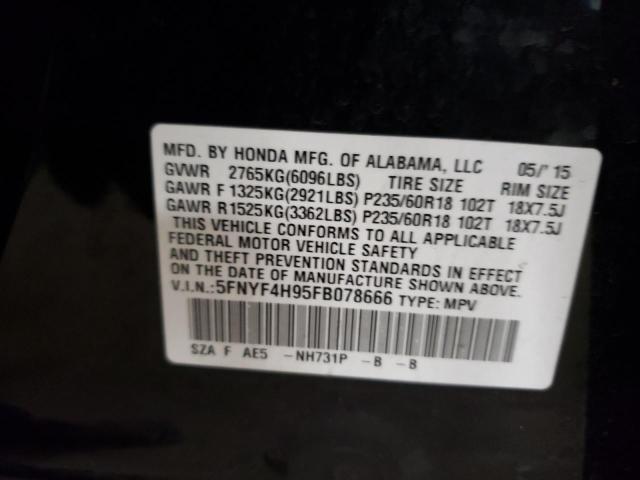 MFD. BY HONDA MFG. OF ALABAMA, LLC 05/'15
GVWR 2765KG(6096LBS) TIRE SIZE RIM SIZE
GAWR F 1325KG(2921LBS) P235/60R18 102T 18X7.5J
GAWR R1525KG(3362LBS) P235/60R18 102T 18X7.5J
THIS VEHICLE CONFORMS TO ALL APPLICABLE
FEDERAL MOTOR VEHICLE SAFETY
AND THEFT PREVENTION STANDARDS IN EFFECT
ON THE DATE OF MANUFACTURE SHOWN ABOVE.
V.I.N.:5FNYF4H95FB078666 TYPE: MPV
SZA F AE5 -NH731P -B -B